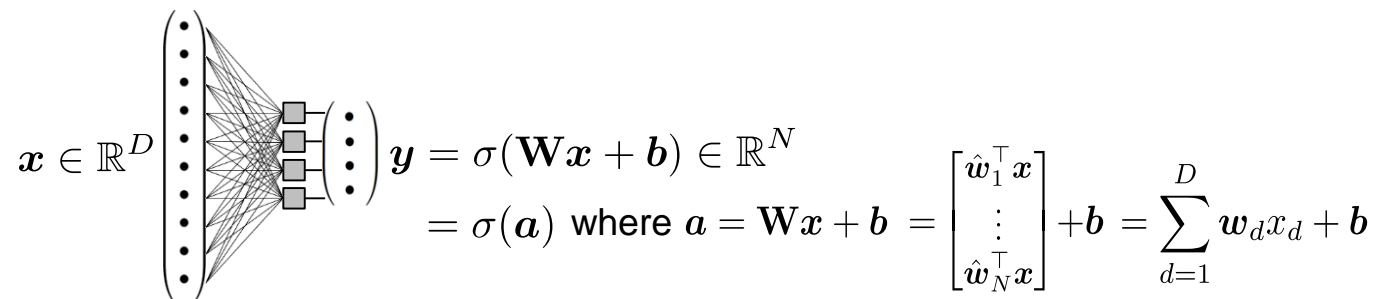 x ∈ ℝ^D y = σ(Wx + b) ∈ ℝ^N
= σ(a) where a = Wx + b = [ŵ_1^⊤ x ⋮ ŵ_N^⊤ x] + b = ∑_{d=1}^{D} w_d x_d + b